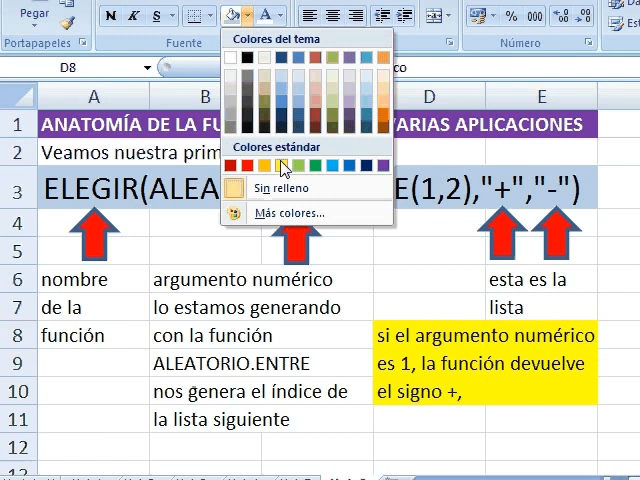 Pegar
N
K
S
A
%
Da
Es
Portapapeles
Fuente
Número
D8
co
Colores del tema
Colores estándar
Sin relleno
Más colores...
A
B
D
E
1
ANATOMÍA DE LA FU
VARIAS APLICACIONES
2
Veamos nuestra prim
3
ELEGIR(ALEA
E(1,2),"+","-")
4
5
6
nombre
argumento numérico
esta es la
7
de la
lo estamos generando
lista
8
función
con la función
si el argumento numérico
9
ALEATORIO.ENTRE
es 1, la función devuelve
10
nos genera el índice de
el signo +,
11
la lista siguiente
12